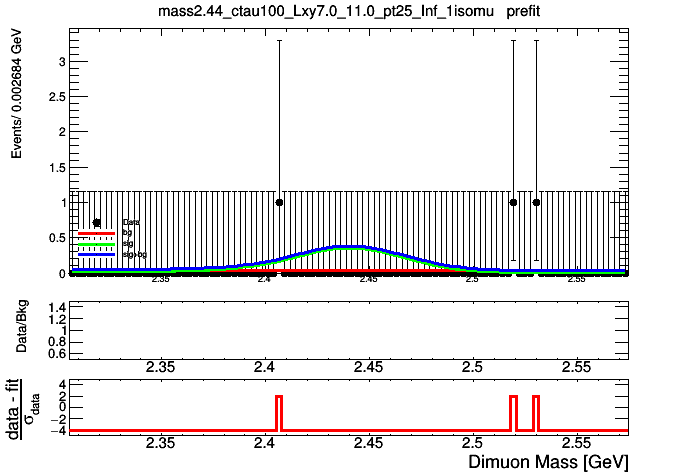 mass2.44_ctau100_Lxy7.0_11.0_pt25_Inf_1isomu prefit
Events/ 0.002684 GeV
3
2.5
2
1.5
1
0.5
0
Data
bg
sig
sig+bg
2.35 2.4 2.45 2.5 2.55
Data/Bkg
1.4
1.2
1
0.8
0.6
2.35 2.4 2.45 2.5 2.55
data - fit
σdata
4
2
0
−2
−4
2.35 2.4 2.45 2.5 2.55
Dimuon Mass [GeV]